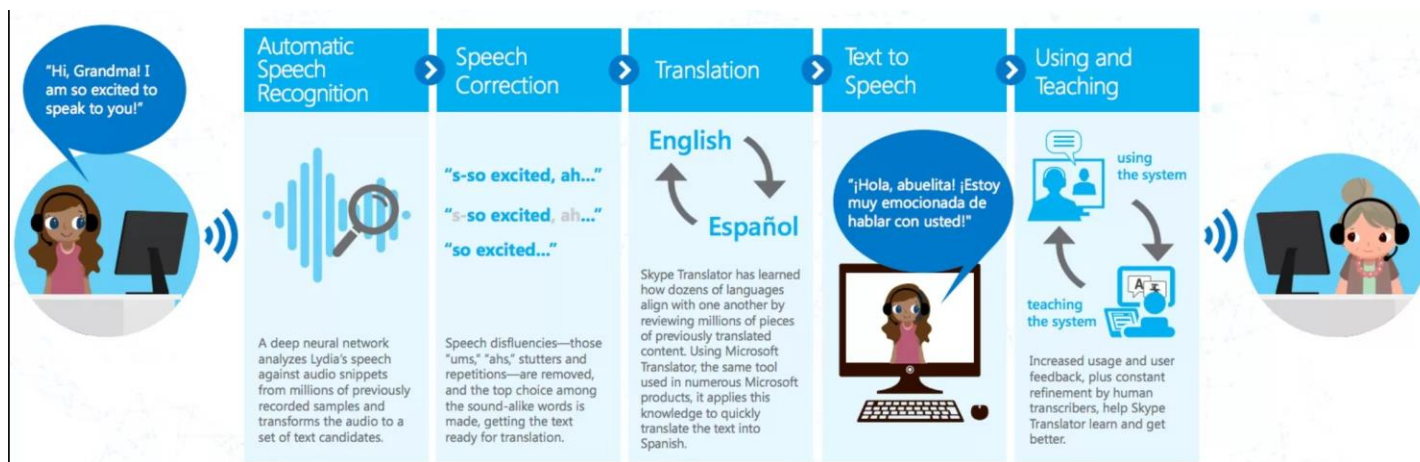 "Hi, Grandma! I
am so excited to
speak to you!"
Automatic
Speech
Recognition
A deep neural network
analyzes Lydia's speech
against audio snippets
from millions of previously
recorded samples and
transforms the audio to a
set of text candidates.
Speech
Correction
"s-so excited, ah..."
"s-so excited, ah..."
"so excited..."
Speech disfluencies—those
"ums," "ahs," stutters and
repetitions—are removed,
and the top choice among
the sound-alike words is
made, getting the text
ready for translation.
Translation
English
Español
Skype Translator has learned
how dozens of languages
align with one another by
reviewing millions of pieces
of previously translated
content. Using Microsoft
Translator, the same tool
used in numerous Microsoft
products, it applies this
knowledge to quickly
translate the text into
Spanish.
Text to
Speech
"¡Hola, abuelita! ¡Estoy
muy emocionada de
hablar con usted!"
Using and
Teaching
using
the system
A
teaching
the system
Increased usage and user
feedback, plus constant
refinement by human
transcribers, help Skype
Translator learn and get
better.